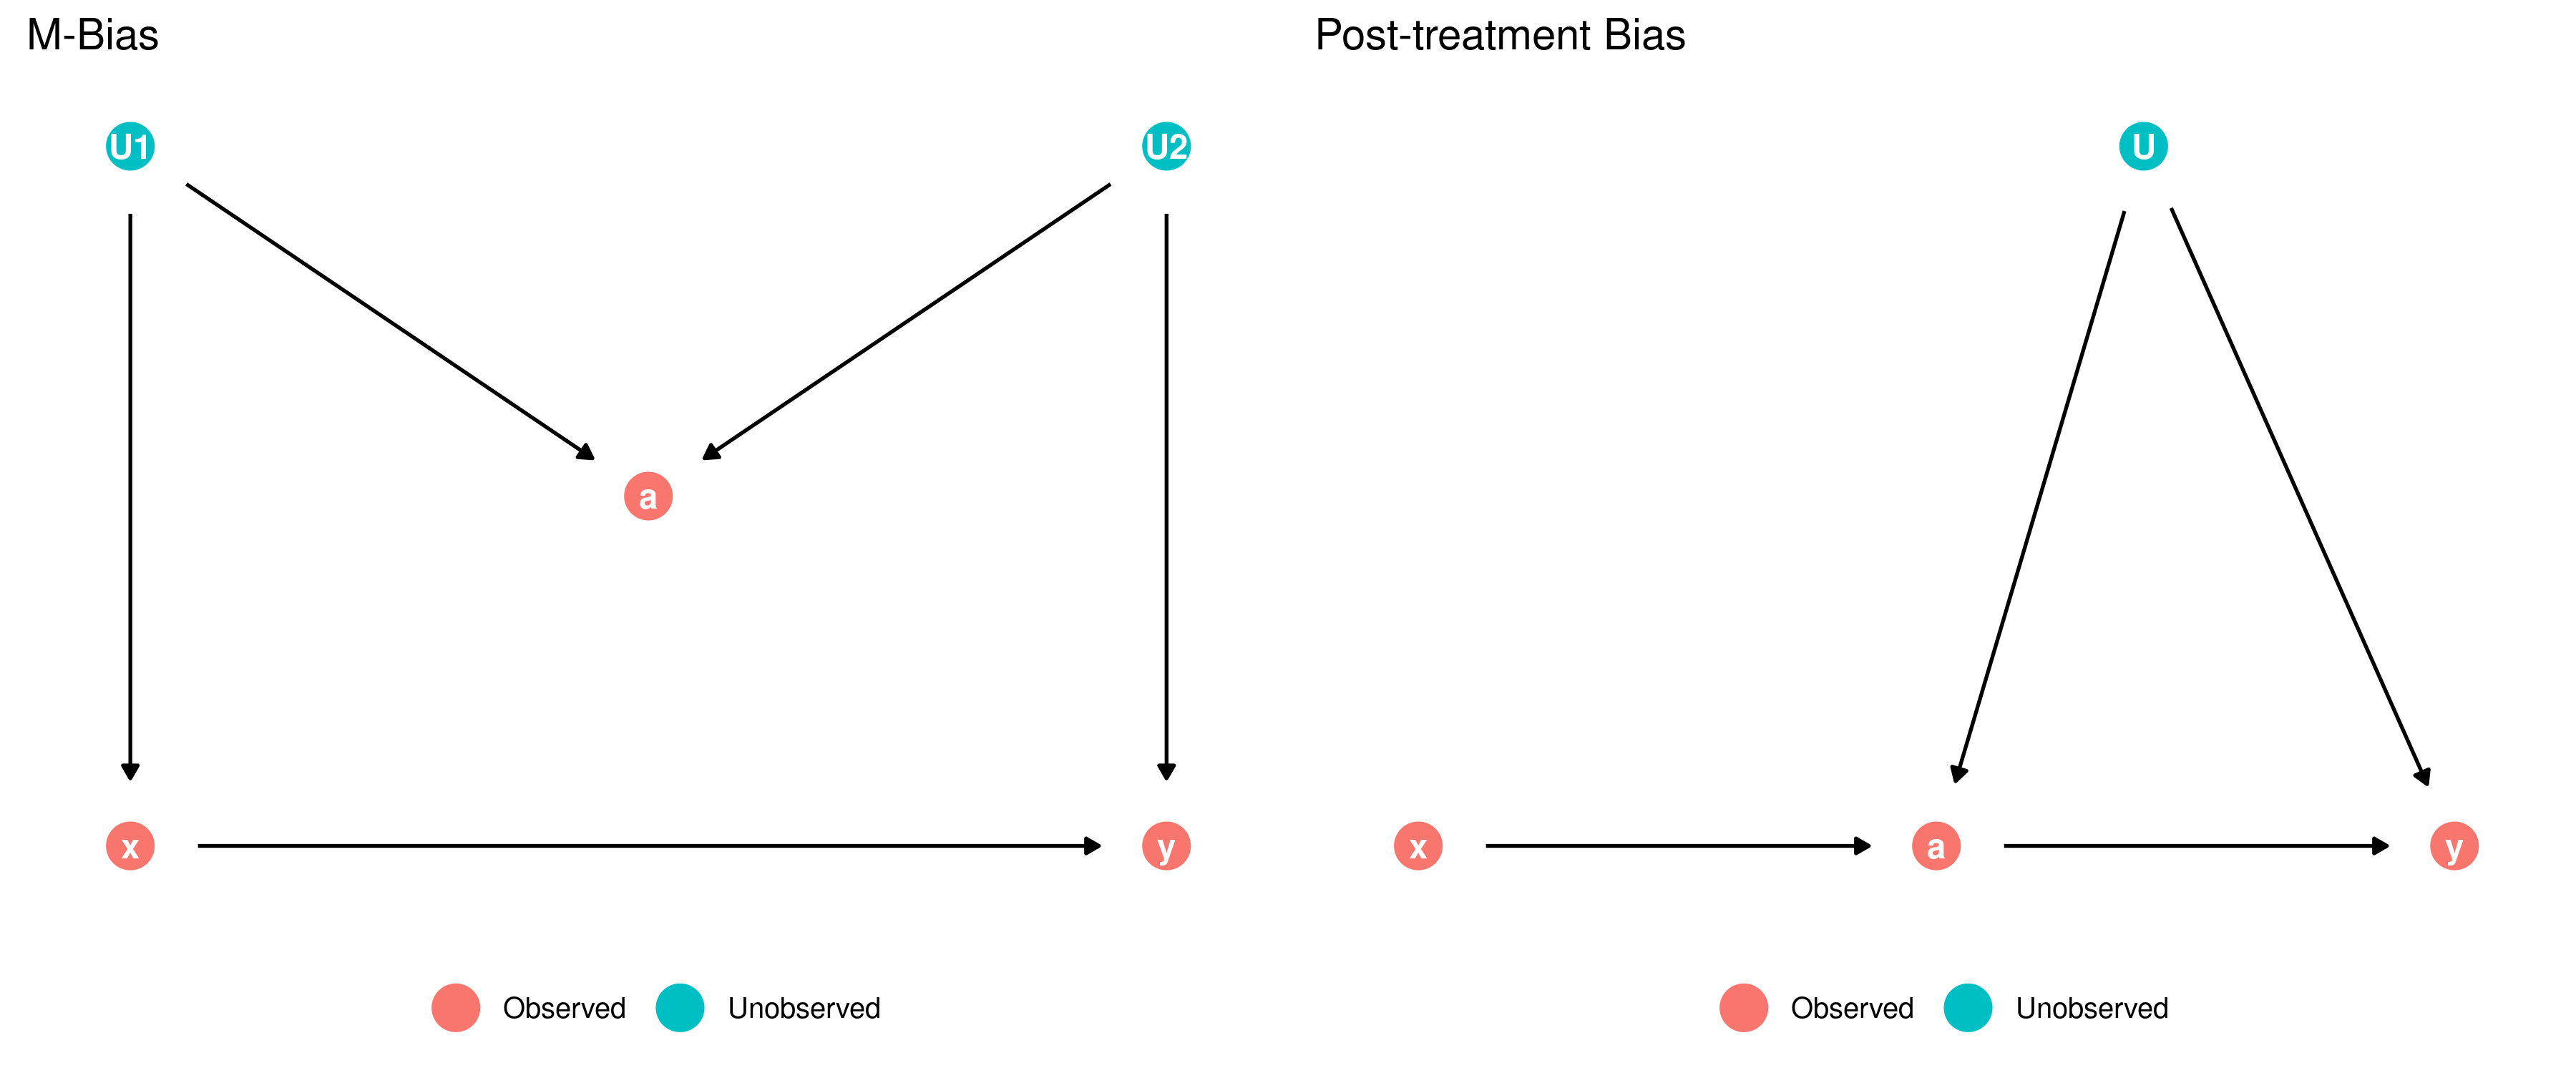 M-Bias
U1
U2
a
x
y
Observed
Unobserved
Post-treatment Bias
U
x
a
y
Observed
Unobserved